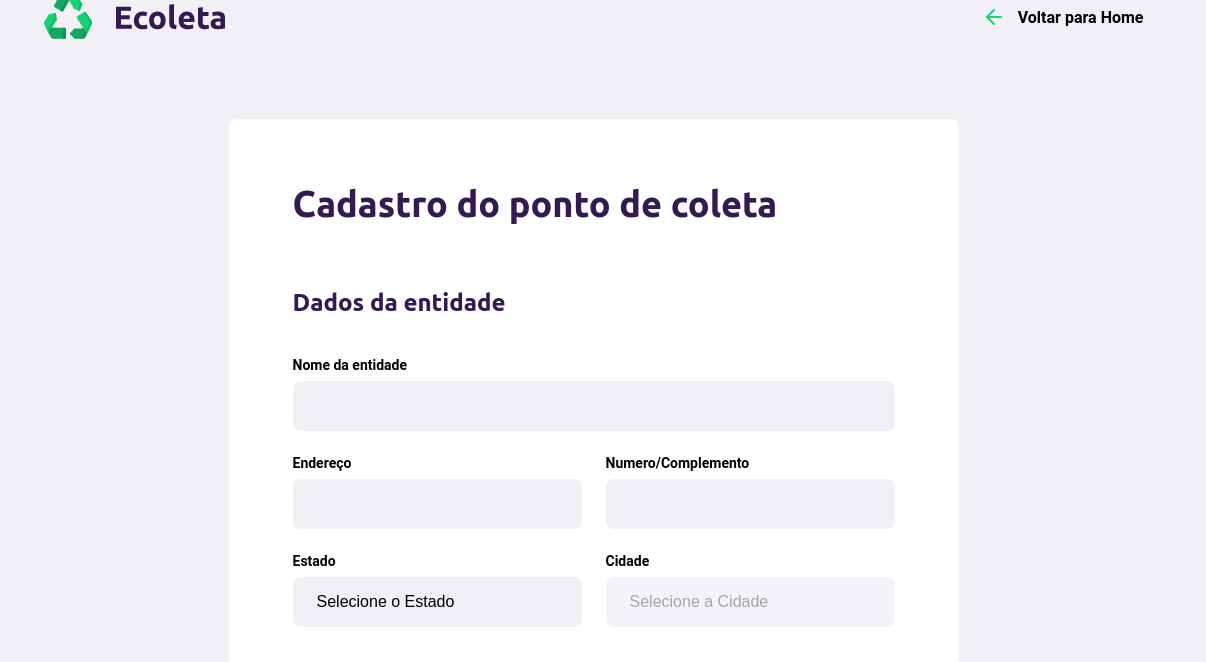 Ecoleta
Voltar para Home
Cadastro do ponto de coleta
Dados da entidade
Nome da entidade
Endereço
Numero/Complemento
Estado
Cidade
Selecione o Estado
Selecione a Cidade